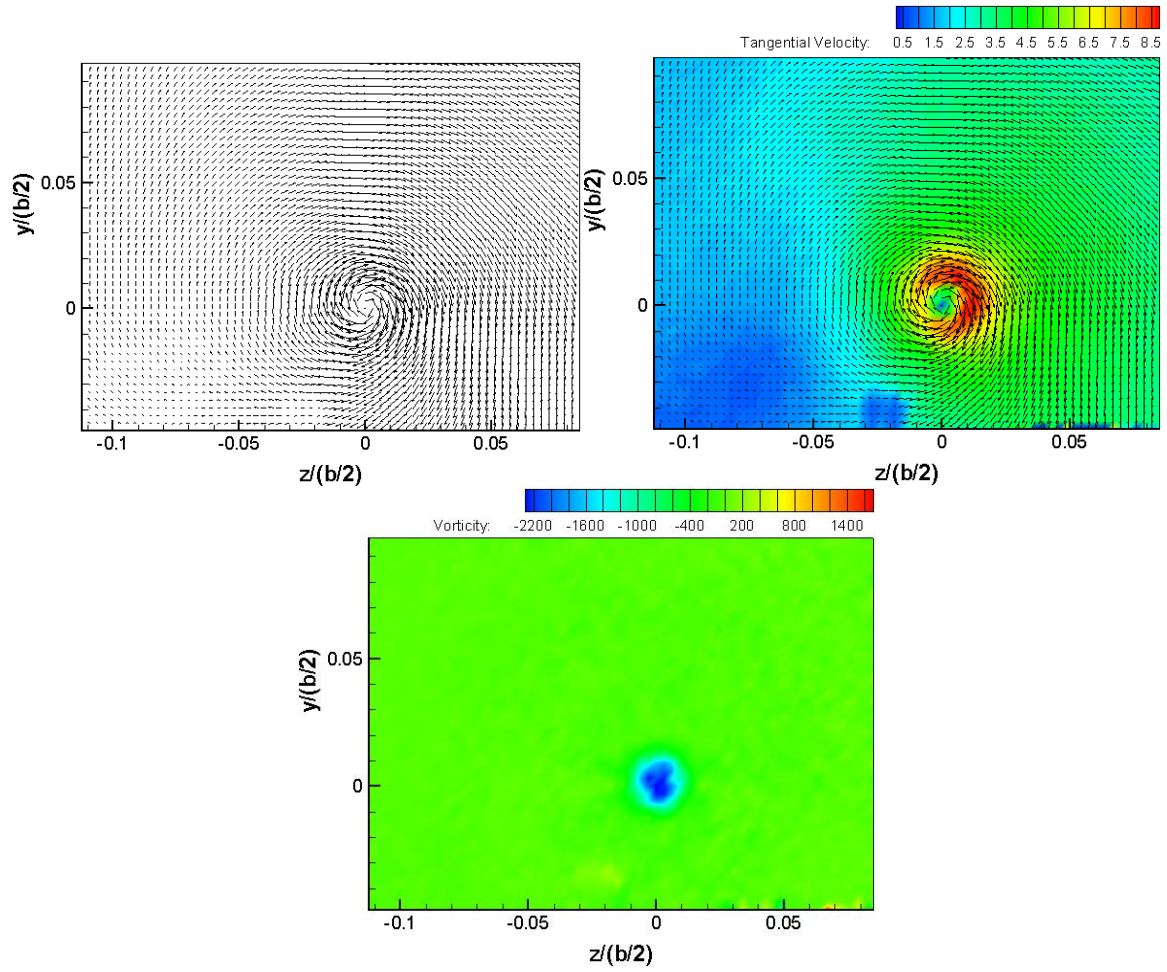 Tangential Velocity: 0.5 1.5 2.5 3.5 4.5 5.5 6.5 7.5 8.5
y/(b/2)
0.05
0
-0.1 -0.05 0 0.05
z/(b/2)
y/(b/2)
0.05
0
-0.1 -0.05 0 0.05
z/(b/2)
Vorticity: -2200 -1600 -1000 -400 200 800 1400
y/(b/2)
0.05
0
-0.1 -0.05 0 0.05
z/(b/2)